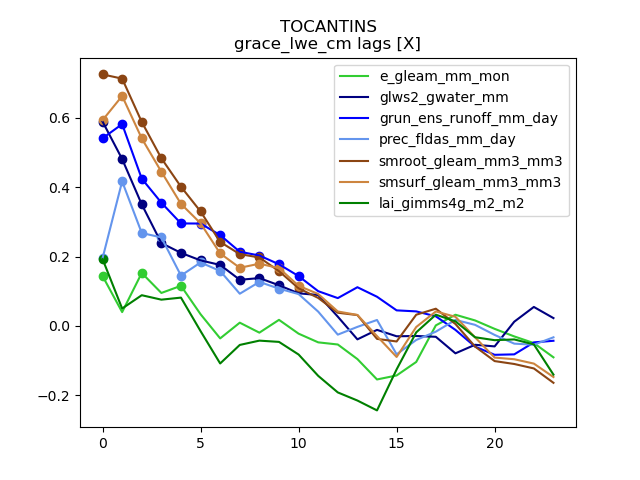 TOCANTINS
grace_lwe_cm lags [X]
e_gleam_mm_mon
glws2_gwater_mm
grun_ens_runoff_mm_day
prec_fldas_mm_day
smroot_gleam_mm3_mm3
smsurf_gleam_mm3_mm3
lai_gimms4g_m2_m2
0.6
0.4
0.2
0.0
−0.2
0 5 10 15 20